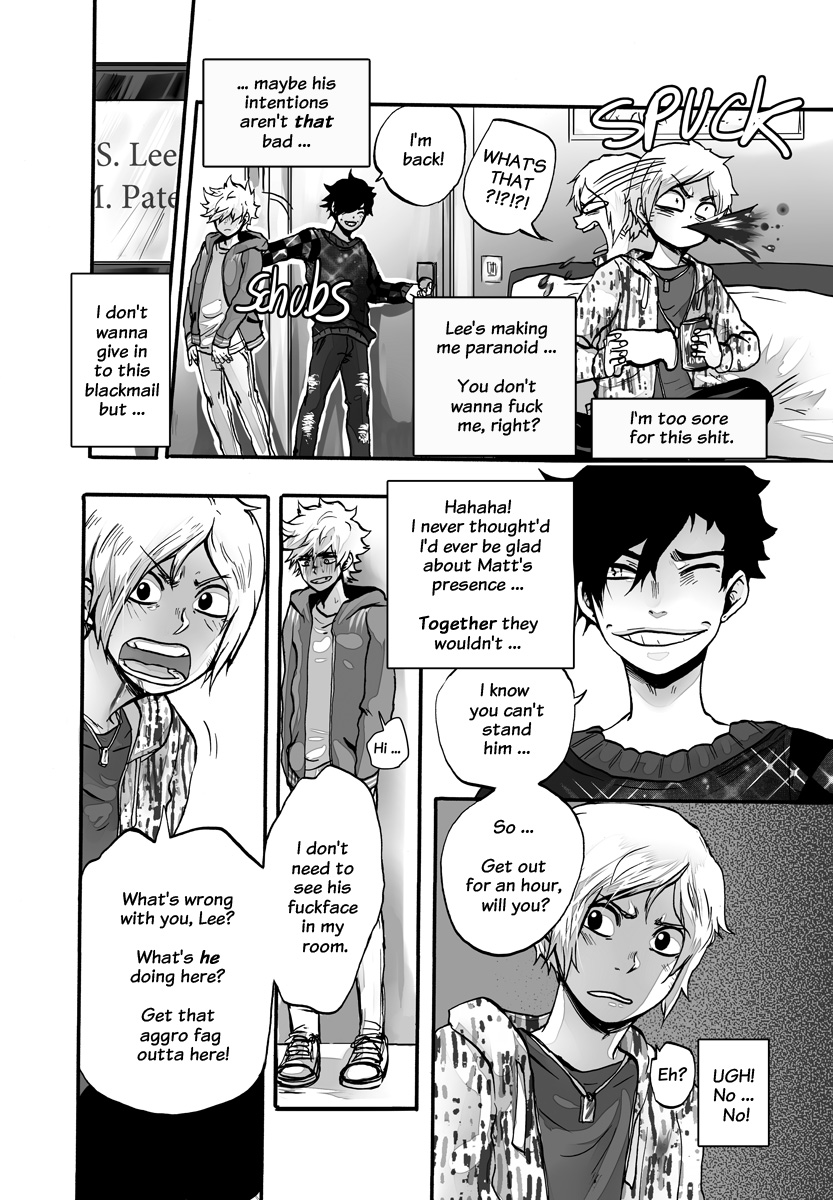 S. Lee
M. Pate
I don't
wanna
give in
to this
blackmail
but ...
... maybe his
intentions
aren't that
bad ...
I'm
back!
WHAT'S
THAT
?!?!?!
SPUCK
Schubs
Lee's making
me paranoid ...
You don't
wanna fuck
me, right?
I'm too sore
for this shit.
What's wrong
with you, Lee?
What's he
doing here?
Get that
aggro fag
outta here!
Hi ...
I don't
need to
see his
fuckface
in my
room.
Hahaha!
I never thought'd
I'd ever be glad
about Matt's
presence ...
Together they
wouldn't ...
I know
you can't
stand
him ...
So ...
Get out
for an hour,
will you?
Eh?
UGH!
No ...
No!